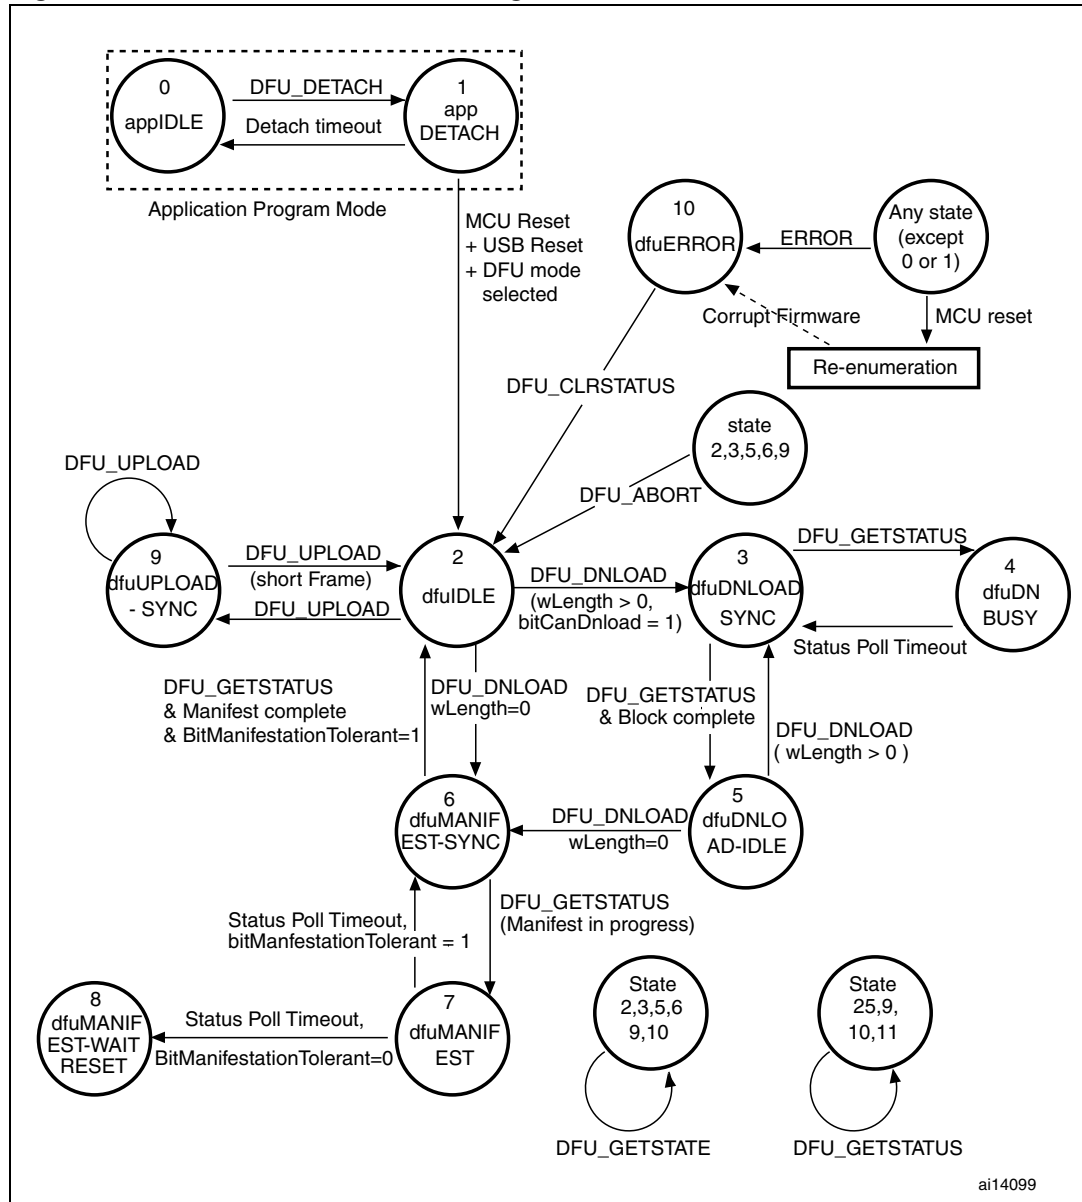 0
appIDLE
DFU_DETACH
Detach timeout
1
app
DETACH
Application Program Mode
MCU Reset
+ USB Reset
+ DFU mode
selected
10
dfuERROR
ERROR
Any state
(except
0 or 1)
Corrupt Firmware
MCU reset
Re-enumeration
DFU_CLRSTATUS
state
2,3,5,6,9
DFU_ABORT
DFU_UPLOAD
9
dfuUPLOAD
- SYNC
DFU_UPLOAD
(short Frame)
DFU_UPLOAD
2
dfuIDLE
DFU_DNLOAD
(wLength > 0,
bitCanDnload = 1)
3
dfuDNLOAD
SYNC
DFU_GETSTATUS
Status Poll Timeout
4
dfuDN
BUSY
DFU_GETSTATUS
& Manifest complete
& BitManifestationTolerant=1
DFU_DNLOAD
wLength=0
DFU_GETSTATUS
& Block complete
DFU_DNLOAD
( wLength > 0 )
6
dfuMANIF
EST-SYNC
DFU_DNLOAD
wLength=0
5
dfuDNLO
AD-IDLE
Status Poll Timeout,
bitManfestationTolerant = 1
DFU_GETSTATUS
(Manifest in progress)
8
dfuMANIF
EST-WAIT
RESET
Status Poll Timeout,
BitManifestationTolerant=0
7
dfuMANIF
EST
State
2,3,5,6
9,10
DFU_GETSTATE
State
25,9,
10,11
DFU_GETSTATUS
ai14099